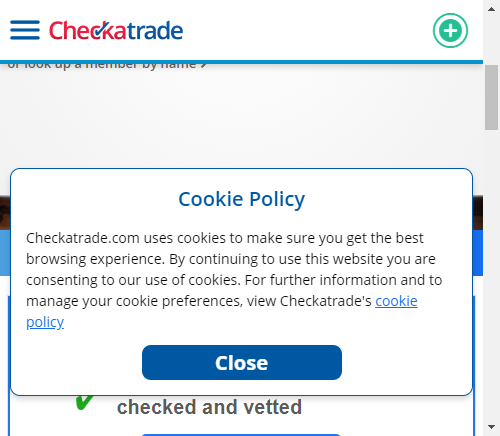 Checkatrade
or look up a member by name
Cookie Policy
Checkatrade.com uses cookies to make sure you get the best
browsing experience. By continuing to use this website you are
consenting to our use of cookies. For further information and to
manage your cookie preferences, view Checkatrade's cookie
policy
Close
checked and vetted